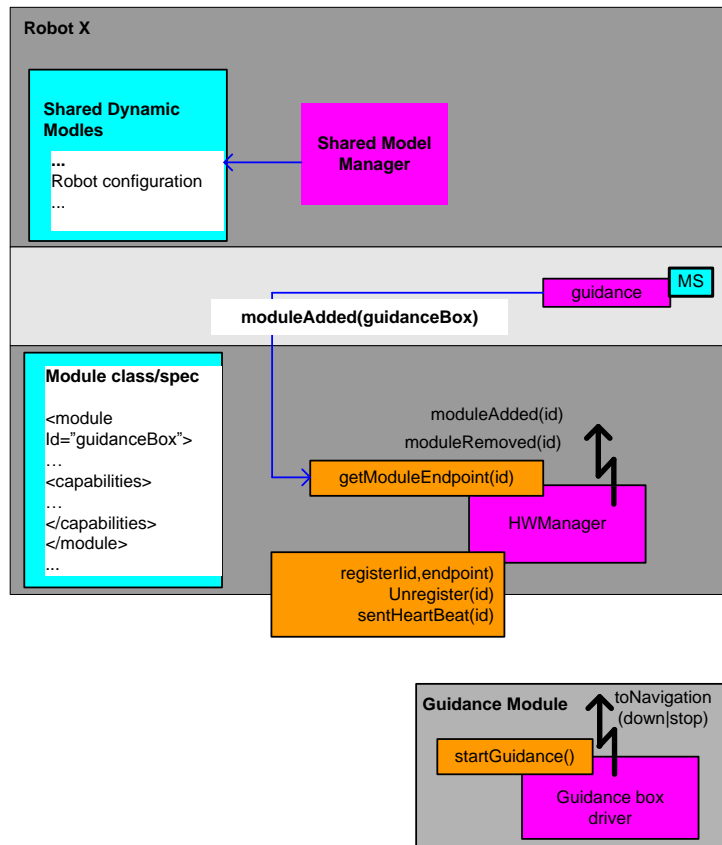 Robot X
Shared Dynamic
Modles
...
Robot configuration
...
Shared Model
Manager
MS
guidance
moduleAdded(guidanceBox)
Module class/spec
<module
Id=”guidanceBox”>
…
<capabilities>
…
</capabilities>
</module>
...
moduleAdded(id)
moduleRemoved(id)
getModuleEndpoint(id)
HWManager
registerIid,endpoint)
Unregister(id)
sentHeartBeat(id)
Guidance Module
toNavigation
(down|stop)
startGuidance()
Guidance box
driver